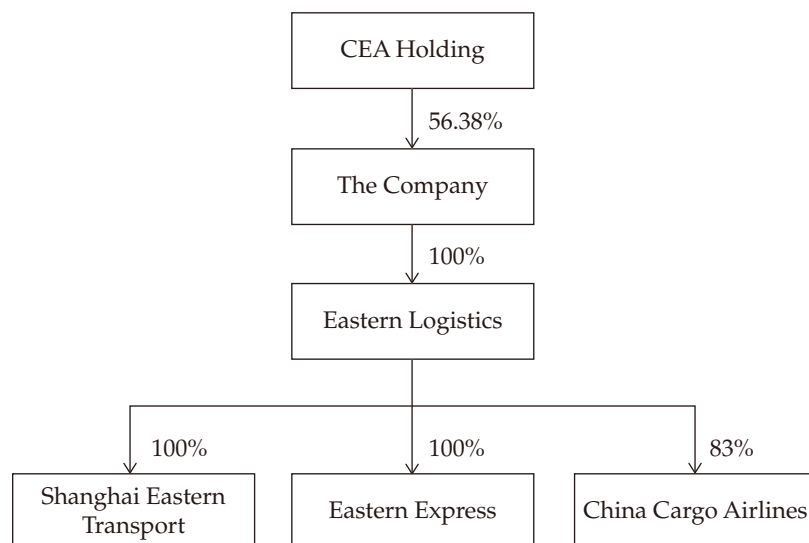 CEA Holding
56.38%
The Company
100%
Eastern Logistics
100%
100%
83%
Shanghai Eastern
Transport
Eastern Express
China Cargo Airlines